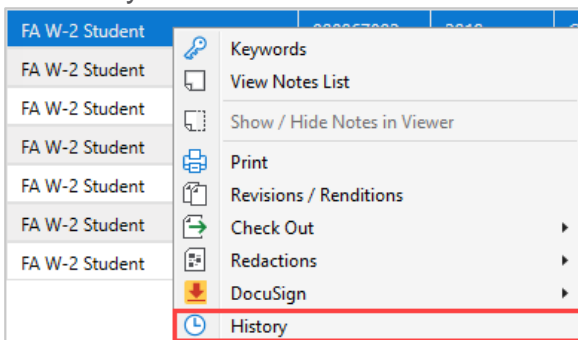 FA W-2 Student
Keywords
FA W-2 Student
View Notes List
FA W-2 Student
Show / Hide Notes in Viewer
FA W-2 Student
Print
FA W-2 Student
Revisions / Renditions
FA W-2 Student
Check Out
FA W-2 Student
Redactions
DocuSign
History